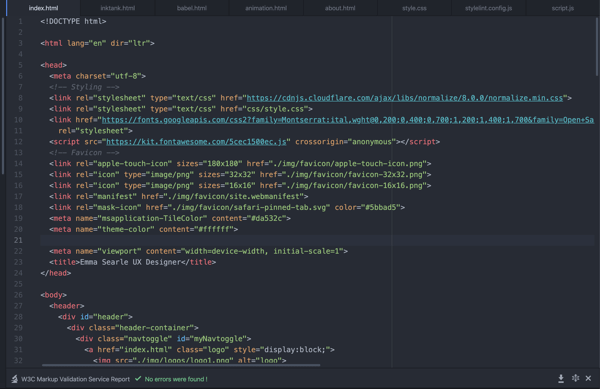 index.html inktank.html babel.html animation.html about.html style.css stylelint.config.js script.js
1 <!DOCTYPE html>
2
3 <html lang="en" dir="ltr">
4
5 <head>
6 <meta charset="utf-8">
7 <!-- Styling -->
8 <link rel="stylesheet" type="text/css" href="https://cdnjs.cloudflare.com/ajax/libs/normalize/8.0.0/normalize.min.css">
9 <link rel="stylesheet" type="text/css" href="css/style.css">
10 <link href="https://fonts.googleapis.com/css2?family=Montserrat:ital,wght@0,200;0,400;0,700;1,200;1,400;1,700&family=Open+Sa
11 rel="stylesheet">
12 <script src="https://kit.fontawesome.com/5cec1500ec.js" crossorigin="anonymous"></script>
13 <!-- Favicon -->
14 <link rel="apple-touch-icon" sizes="180x180" href="./img/favicon/apple-touch-icon.png">
15 <link rel="icon" type="image/png" sizes="32x32" href="./img/favicon/favicon-32x32.png">
16 <link rel="icon" type="image/png" sizes="16x16" href="./img/favicon/favicon-16x16.png">
17 <link rel="manifest" href="./img/favicon/site.webmanifest">
18 <link rel="mask-icon" href="./img/favicon/safari-pinned-tab.svg" color="#5bbad5">
19 <meta name="msapplication-TileColor" content="#da532c">
20 <meta name="theme-color" content="#ffffff">
21
22 <meta name="viewport" content="width=device-width, initial-scale=1">
23 <title>Emma Searle UX Designer</title>
24 </head>
25
26 <body>
27 <header>
28 <div id="header">
29 <div class="header-container">
30 <div class="navtoggle" id="myNavtoggle">
31 <a href="index.html" class="logo" style="display:block;">
32 <img src="./img/logos/logo1.png" alt="logo">
W3C Markup Validation Service Report ✓ No errors were found !